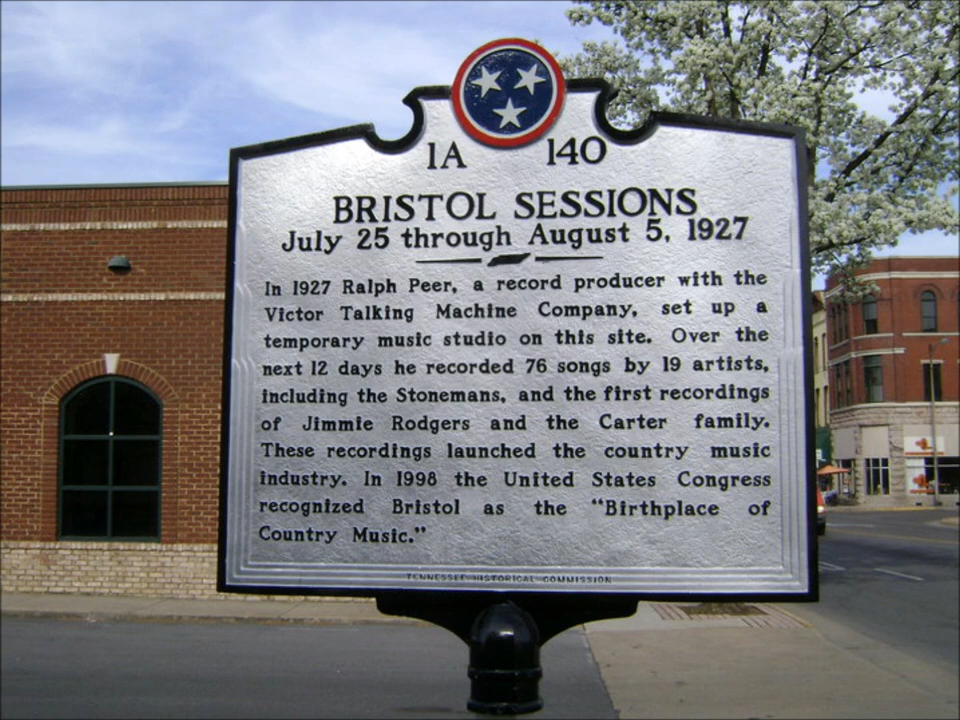 1A 140
BRISTOL SESSIONS
July 25 through August 5, 1927
In 1927 Ralph Peer, a record producer with the
Victor Talking Machine Company, set up a
temporary music studio on this site. Over the
next 12 days he recorded 76 songs by 19 artists,
including the Stonemans, and the first recordings
of Jimmie Rodgers and the Carter family.
These recordings launched the country music
industry. In 1998 the United States Congress
recognized Bristol as the "Birthplace of
Country Music."
TENNESSEE HISTORICAL COMMISSION